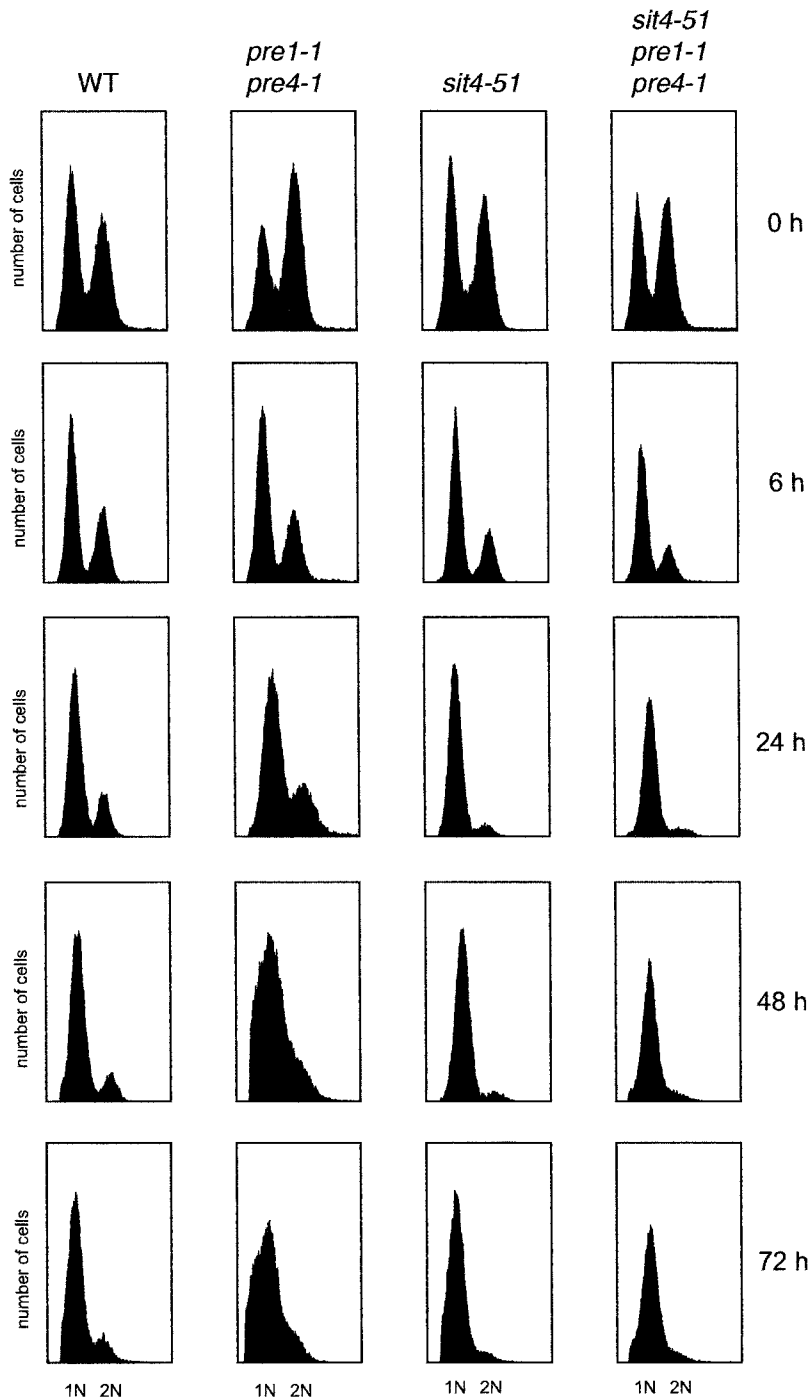 WT
pre1-1
pre4-1
sit4-51
sit4-51
pre1-1
pre4-1
number of cells
0 h
number of cells
6 h
number of cells
24 h
number of cells
48 h
number of cells
72 h
1N 2N
1N 2N
1N 2N
1N 2N